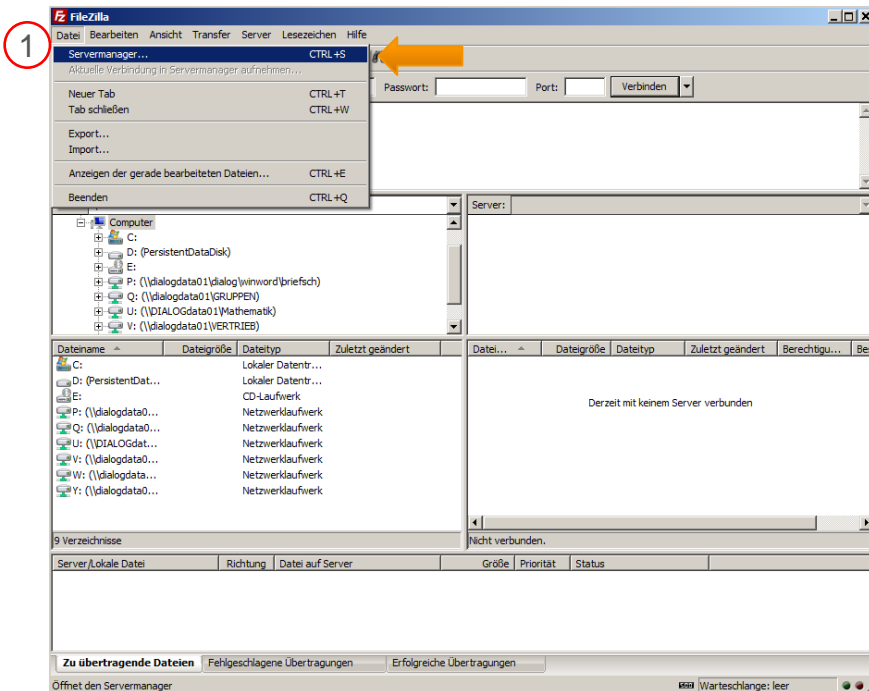 FileZilla
1
Datei Bearbeiten Ansicht Transfer Server Lesezeichen Hilfe
Servermanager... CTRL+S
Aktuelle Verbindung in Servermanager aufnehmen...
Neuer Tab CTRL+T
Tab schließen CTRL+W
Export...
Import...
Anzeigen der gerade bearbeiteten Dateien... CTRL+E
Beenden CTRL+Q
Passwort: Port: Verbinden
Server:
Computer
C:
D: (PersistentDataDisk)
E:
P: (\\dialogdata01\dialog\winword\briefsch)
Q: (\\dialogdata01\GRUPPEN)
U: (\\DIALOGdata01\Mathematik)
V: (\\dialogdata01\VERTRIEB)
Dateiname Dateigröße Dateityp Zuletzt geändert
C: Lokaler Datentr...
D: (PersistentDat... Lokaler Datentr...
E: CD-Laufwerk
P: (\\dialogdata0... Netzwerklaufwerk
Q: (\\dialogdata0... Netzwerklaufwerk
U: (\\DIALOGdat... Netzwerklaufwerk
V: (\\dialogdata0... Netzwerklaufwerk
W: (\\dialogdata... Netzwerklaufwerk
Y: (\\dialogdata0... Netzwerklaufwerk
9 Verzeichnisse
Datei... Dateigröße Dateityp Zuletzt geändert Berechtigu... Be
Derzeit mit keinem Server verbunden
Nicht verbunden.
Server/Lokale Datei Richtung Datei auf Server Größe Priorität Status
Zu übertragende Dateien Fehlgeschlagene Übertragungen Erfolgreiche Übertragungen
Öffnet den Servermanager Warteschlange: leer